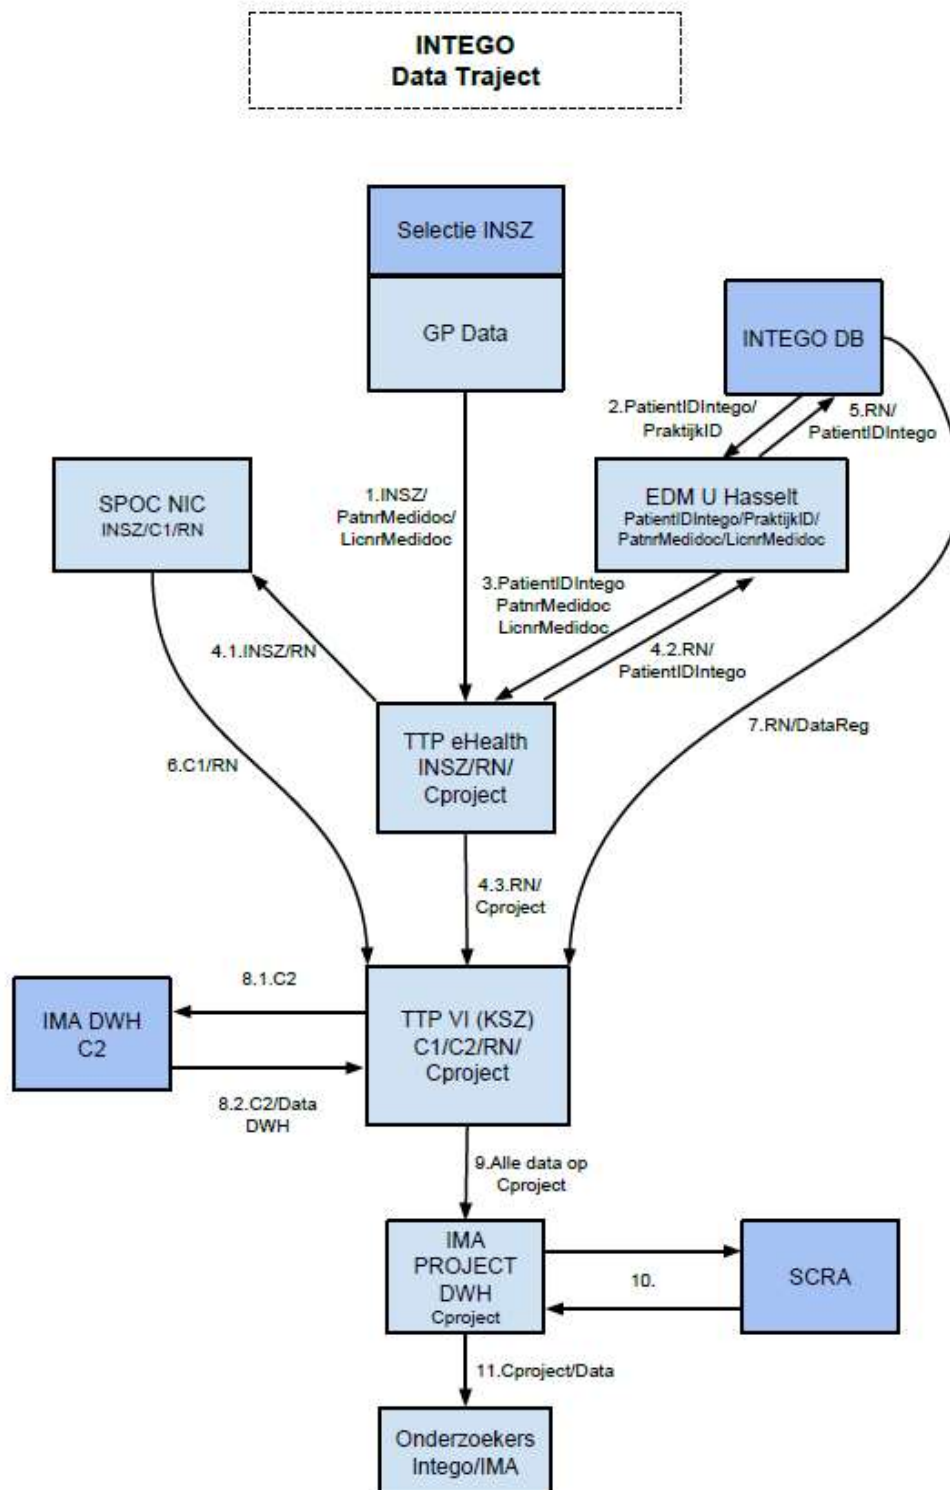 INTEGO
Data Traject
Selectie INSZ
GP Data
INTEGO DB
2.PatientIDIntego/
PraktijkID
5.RN/
PatientIDIntego
SPOC NIC
INSZ/C1/RN
1.INSZ/
PatnrMedidoc/
LicnrMedidoc
EDM U Hasselt
PatientIDIntego/PraktijkID/
PatnrMedidoc/LicnrMedidoc
3.PatientIDIntego
PatnrMedidoc
LicnrMedidoc
4.1.INSZ/RN
4.2.RN/
PatientIDIntego
7.RN/DataReg
6.C1/RN
TTP eHealth
INSZ/RN/
Cproject
4.3.RN/
Cproject
8.1.C2
IMA DWH
C2
TTP VI (KSZ)
C1/C2/RN/
Cproject
8.2.C2/Data
DWH
9.Alle data op
Cproject
IMA
PROJECT
DWH
Cproject
10.
SCRA
11.Cproject/Data
Onderzoekers
Intego/IMA